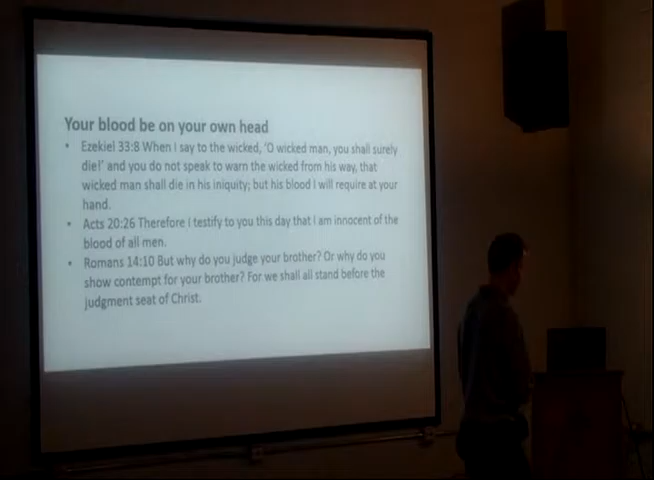 Your blood be on your own head
• Ezekiel 33:8 When I say to the wicked, 'O wicked man, you shall surely
die!' and you do not speak to warn the wicked from his way, that
wicked man shall die in his iniquity; but his blood I will require at your
hand.
• Acts 20:26 Therefore I testify to you this day that I am innocent of the
blood of all men.
• Romans 14:10 But why do you judge your brother? Or why do you
show contempt for your brother? For we shall all stand before the
judgment seat of Christ.